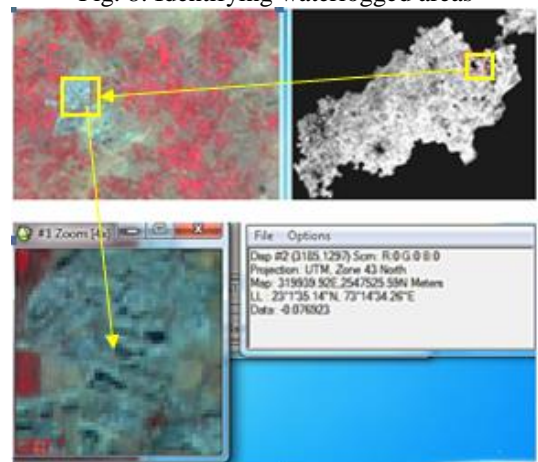 Fig. 8. Identifying waterlogged areas
#1 Zoom [4x]
File Options
Disp #2 (3185,1297) Scrn: R:0 G:0 B:0
Projection: UTM, Zone 43 North
Map: 319939.92E,2547525.59N Meters
LL : 23°1'35.14"N, 73°14'34.26"E
Data: -0.076923